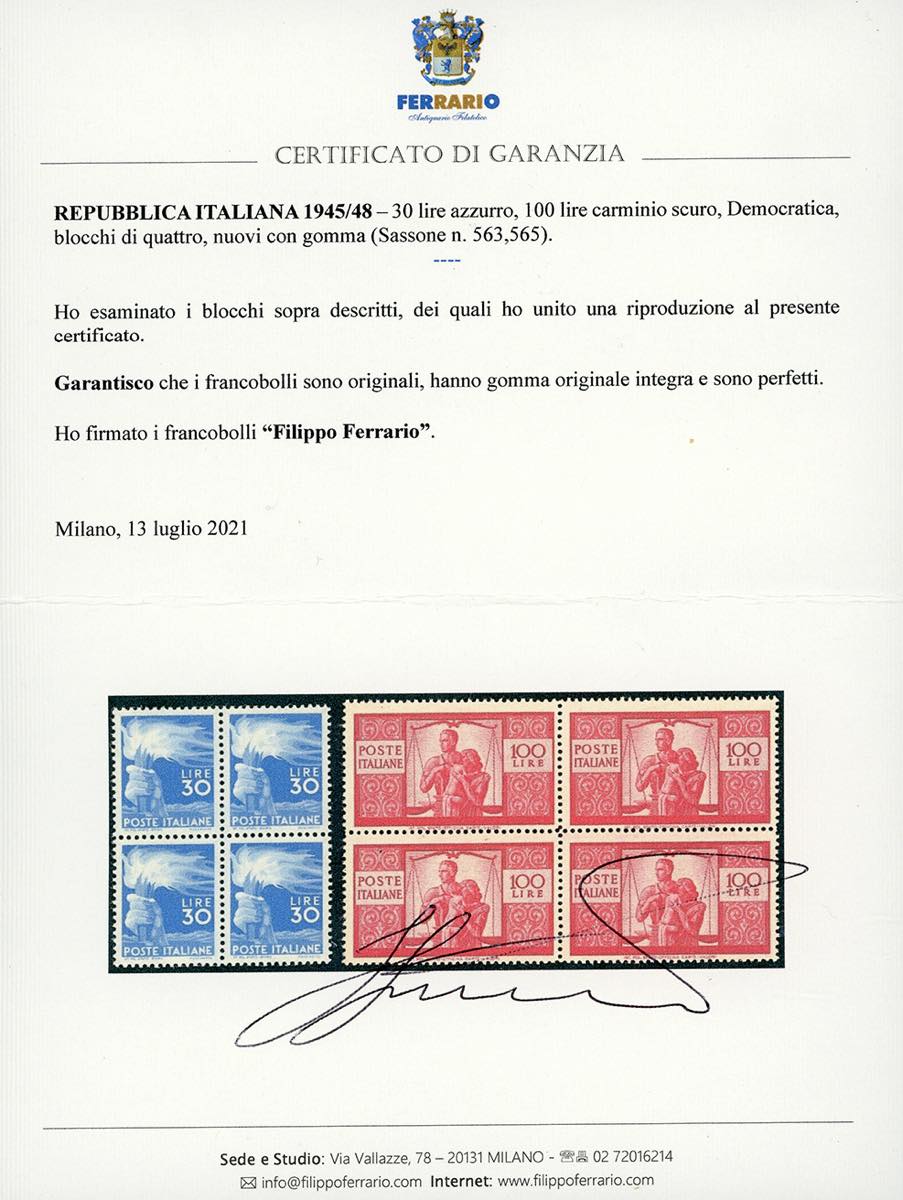 FERRARIO
Antiquario Filatelico
CERTIFICATO DI GARANZIA
REPUBBLICA ITALIANA 1945/48 – 30 lire azzurro, 100 lire carminio scuro, Democratica,
blocchi di quattro, nuovi con gomma (Sassone n. 563,565).
----
Ho esaminato i blocchi sopra descritti, dei quali ho unito una riproduzione al presente
certificato.
Garantisco che i francobolli sono originali, hanno gomma originale integra e sono perfetti.
Ho firmato i francobolli “Filippo Ferrario”.
Milano, 13 luglio 2021
LIRE
30
POSTE ITALIANE
LIRE
30
POSTE ITALIANE
POSTE
ITALIANE
100
LIRE
POSTE
ITALIANE
100
LIRE
LIRE
30
POSTE ITALIANE
LIRE
30
POSTE ITALIANE
POSTE
ITALIANE
100
LIRE
POSTE
ITALIANE
100
LIRE
Sede e Studio: Via Vallazze, 78 – 20131 MILANO - ☏ 02 72016214
✉ info@filippoferrario.com Internet: www.filippoferrario.com